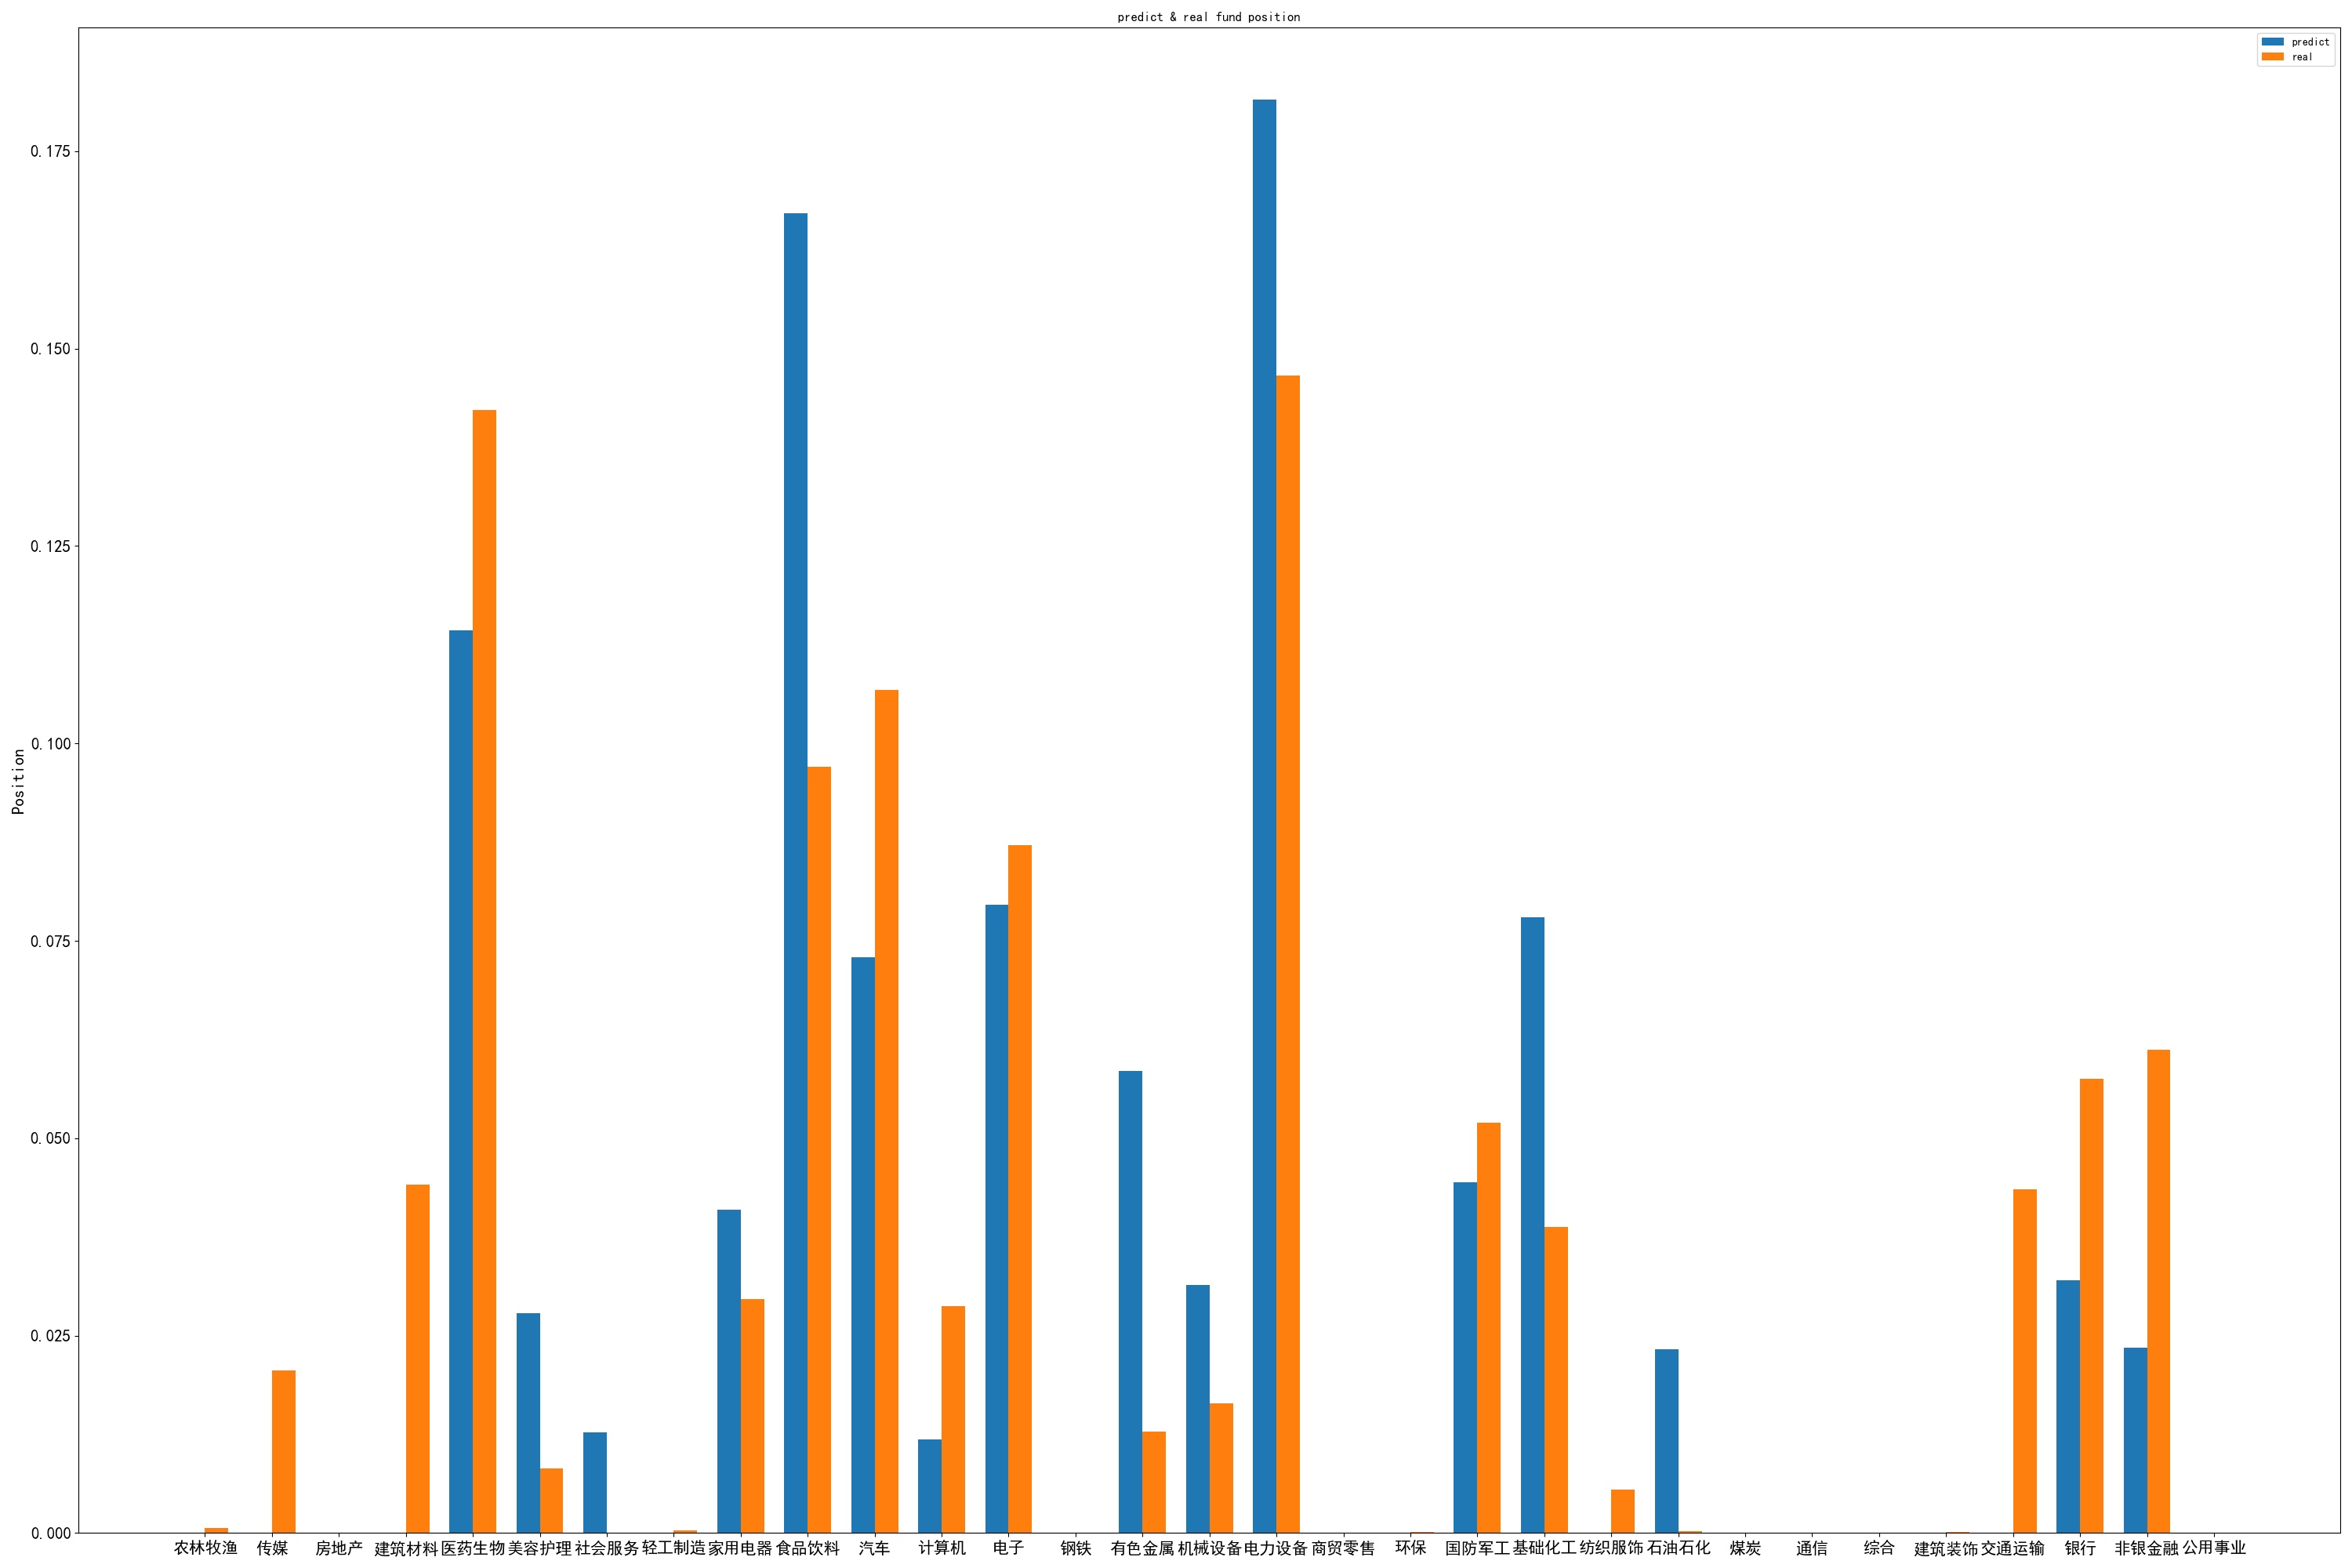 predict & real fund position
predict
real
Position
0.175
0.150
0.125
0.100
0.075
0.050
0.025
0.000
农林牧渔 传媒 房地产 建筑材料 医药生物 美容护理 社会服务 轻工制造 家用电器 食品饮料 汽车 计算机 电子 钢铁 有色金属 机械设备 电力设备 商贸零售 环保 国防军工 基础化工 纺织服饰 石油石化 煤炭 通信 综合 建筑装饰 交通运输 银行 非银金融 公用事业